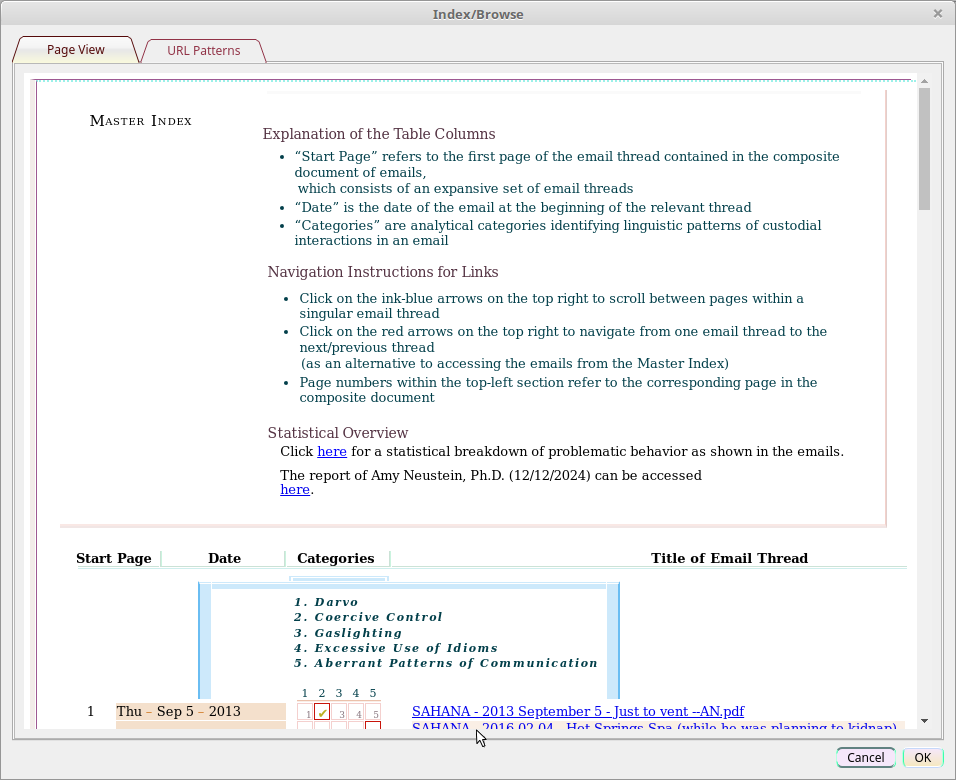 Index/Browse
Page View
URL Patterns
Master Index
Explanation of the Table Columns
• “Start Page” refers to the first page of the email thread contained in the composite
document of emails,
which consists of an expansive set of email threads
• “Date” is the date of the email at the beginning of the relevant thread
• “Categories” are analytical categories identifying linguistic patterns of custodial
interactions in an email
Navigation Instructions for Links
• Click on the ink-blue arrows on the top right to scroll between pages within a
singular email thread
• Click on the red arrows on the top right to navigate from one email thread to the
next/previous thread
(as an alternative to accessing the emails from the Master Index)
• Page numbers within the top-left section refer to the corresponding page in the
composite document
Statistical Overview
Click here for a statistical breakdown of problematic behavior as shown in the emails.
The report of Amy Neustein, Ph.D. (12/12/2024) can be accessed
here.
Start Page Date Categories Title of Email Thread
1. Darvo
2. Coercive Control
3. Gaslighting
4. Excessive Use of Idioms
5. Aberrant Patterns of Communication
1 2 3 4 5
1 Thu – Sep 5 – 2013 1 ✔ 3 4 5 SAHANA - 2013 September 5 - Just to vent --AN.pdf
SAHANA - 2016 02 04 - Hot Springs Spa (while he was planning to kidnap)
Cancel OK